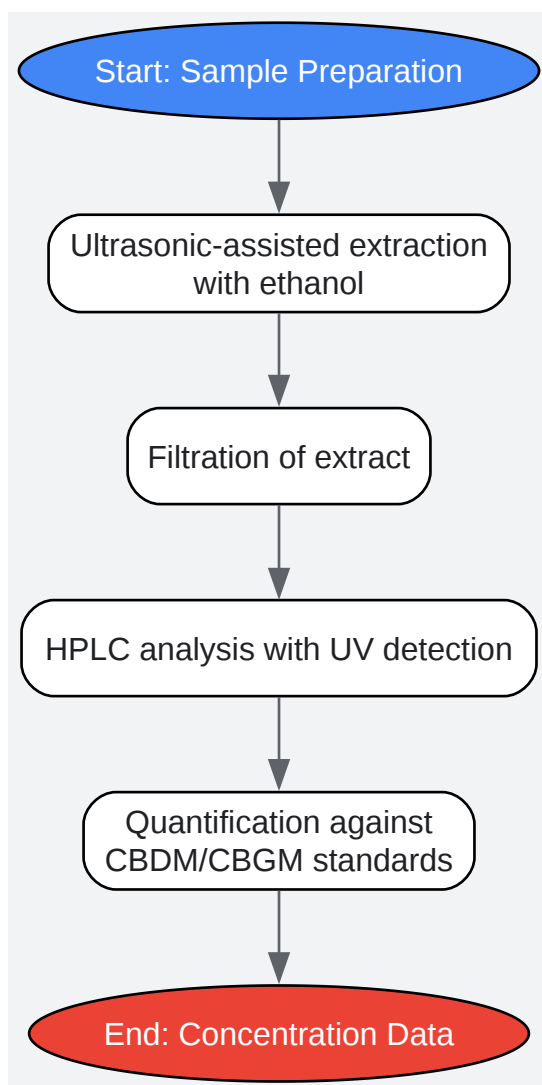 Start: Sample Preparation
Ultrasonic-assisted extraction
with ethanol
Filtration of extract
HPLC analysis with UV detection
Quantification against
CBDM/CBGM standards
End: Concentration Data